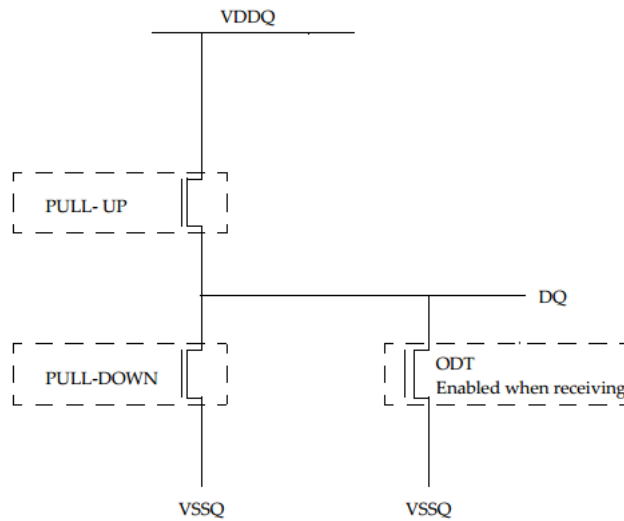 VDDQ
PULL- UP
DQ
PULL-DOWN
ODT
Enabled when receiving
VSSQ
VSSQ